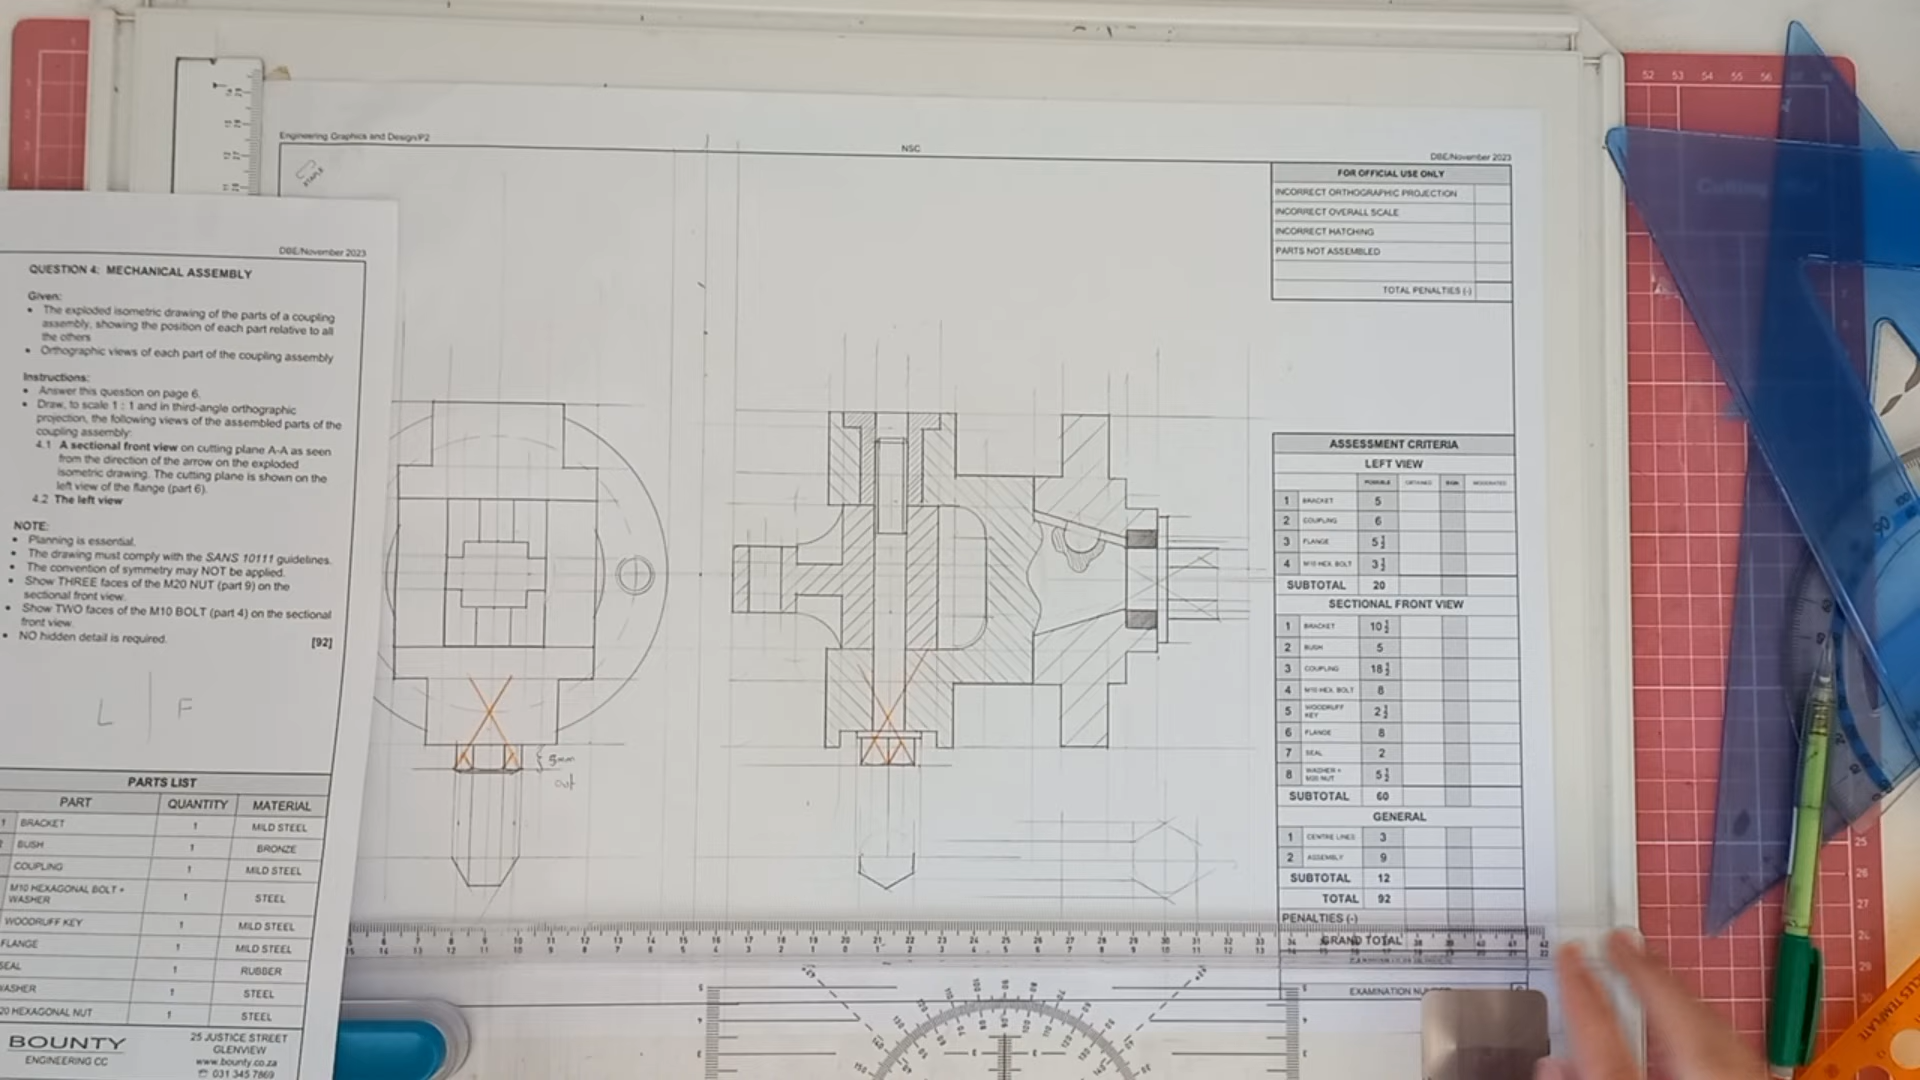 Engineering Graphics and Design/P2
NSC
DBE/November 2023
STAPLE
FOR OFFICIAL USE ONLY
INCORRECT ORTHOGRAPHIC PROJECTION
INCORRECT OVERALL SCALE
INCORRECT HATCHING
PARTS NOT ASSEMBLED
TOTAL PENALTIES (-)
DBE/November 2023
QUESTION 4: MECHANICAL ASSEMBLY
Given:
• The exploded isometric drawing of the parts of a coupling
assembly, showing the position of each part relative to all
the others
• Orthographic views of each part of the coupling assembly
Instructions:
• Answer this question on page 6.
• Draw, to scale 1 : 1 and in third-angle orthographic
projection, the following views of the assembled parts of the
coupling assembly:
4.1 A sectional front view on cutting plane A-A as seen
from the direction of the arrow on the exploded
isometric drawing. The cutting plane is shown on the
left view of the flange (part 6).
4.2 The left view
NOTE:
• Planning is essential.
• The drawing must comply with the SANS 10111 guidelines.
• The convention of symmetry may NOT be applied.
• Show THREE faces of the M20 NUT (part 9) on the
sectional front view.
• Show TWO faces of the M10 BOLT (part 4) on the sectional
front view.
• NO hidden detail is required.
[92]
L F
PARTS LIST
PART QUANTITY MATERIAL
1 BRACKET 1 MILD STEEL
BUSH 1 BRONZE
COUPLING 1 MILD STEEL
M10 HEXAGONAL BOLT +
WASHER 1 STEEL
WOODRUFF KEY 1 MILD STEEL
FLANGE 1 MILD STEEL
SEAL 1 RUBBER
WASHER 1 STEEL
20 HEXAGONAL NUT 1 STEEL
BOUNTY
ENGINEERING CC
25 JUSTICE STREET
GLENVIEW
www.bounty.co.za
031 345 7869
5mm
out
ASSESSMENT CRITERIA
LEFT VIEW
POSSIBLE OBTAINED SIGN MODERATED
1 BRACKET 5
2 COUPLING 6
3 FLANGE 5½
4 M10 HEX BOLT 3½
SUBTOTAL 20
SECTIONAL FRONT VIEW
1 BRACKET 10½
2 BUSH 5
3 COUPLING 18½
4 M10 HEX. BOLT 8
5 WOODRUFF KEY 2½
6 FLANGE 8
7 SEAL 2
8 WASHER + M20 NUT 5½
SUBTOTAL 60
GENERAL
1 CENTRE LINES 3
2 ASSEMBLY 9
SUBTOTAL 12
TOTAL 92
PENALTIES (-)
GRAND TOTAL
EXAMINATION NU
52 53 54 55 56